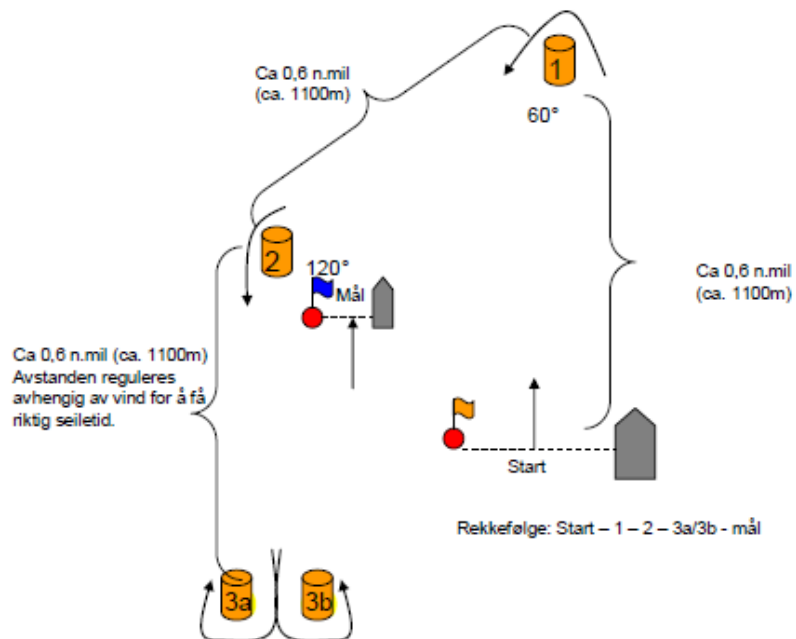 1
Ca 0,6 n.mil
(ca. 1100m)
60°
2
120°
Mål
Ca 0,6 n.mil
(ca. 1100m)
Ca 0,6 n.mil (ca. 1100m)
Avstanden reguleres
avhengig av vind for å få
riktig seiletid.
Start
Rekkefølge: Start – 1 – 2 – 3a/3b - mål
3a
3b